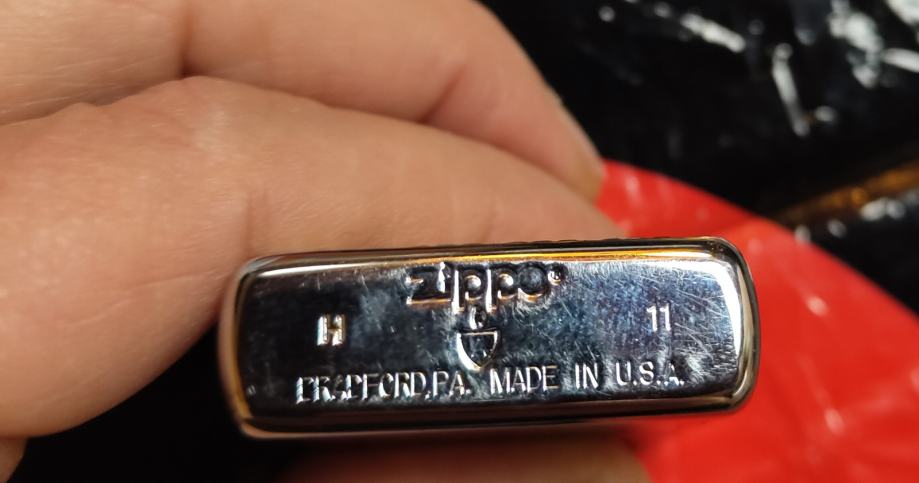 zippo®
H 11
BRADFORD,PA. MADE IN U.S.A.